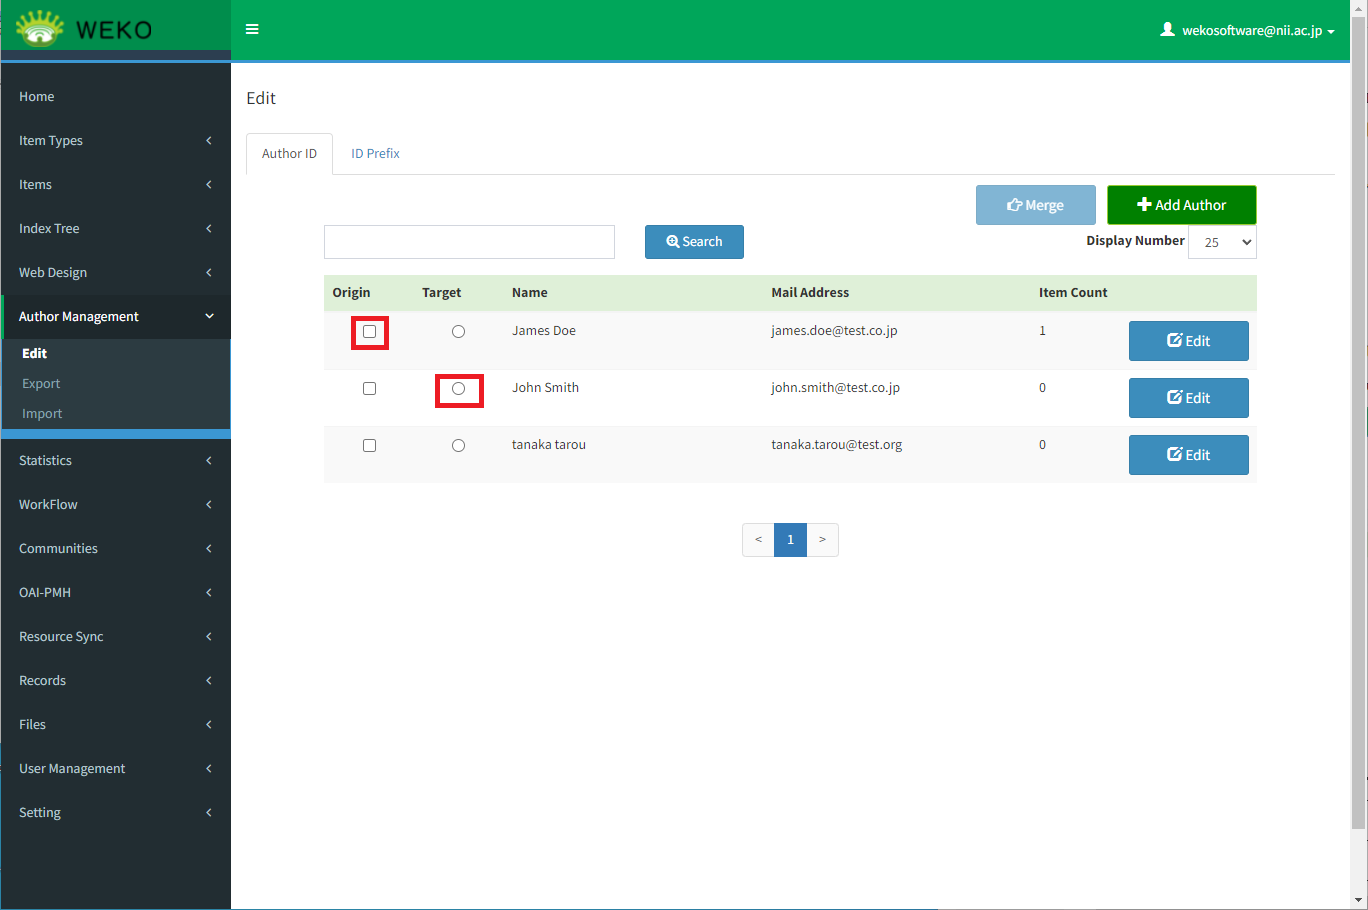 WEKO
wekosoftware@nii.ac.jp
Home
Item Types
Items
Index Tree
Web Design
Author Management
Edit
Export
Import
Statistics
WorkFlow
Communities
OAI-PMH
Resource Sync
Records
Files
User Management
Setting
Edit
Author ID ID Prefix
Merge Add Author
Search Display Number 25
Origin Target Name Mail Address Item Count
James Doe james.doe@test.co.jp 1 Edit
John Smith john.smith@test.co.jp 0 Edit
tanaka tarou tanaka.tarou@test.org 0 Edit
< 1 >